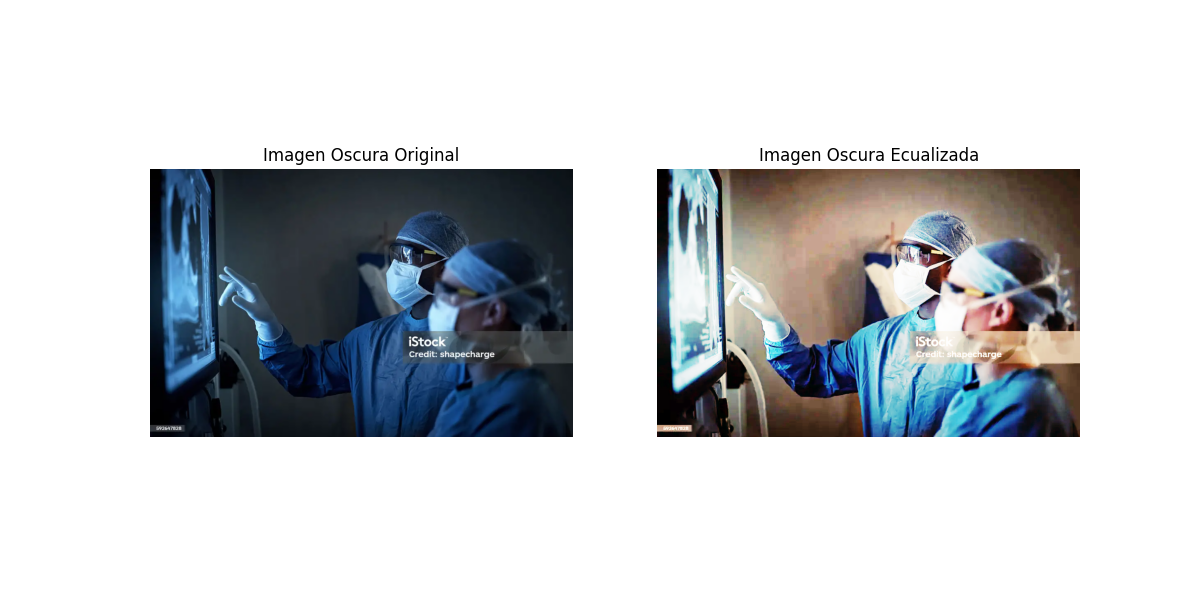 Imagen Oscura Original
Imagen Oscura Ecualizada
iStock
Credit: shapecharge
iStock
Credit: shapecharge